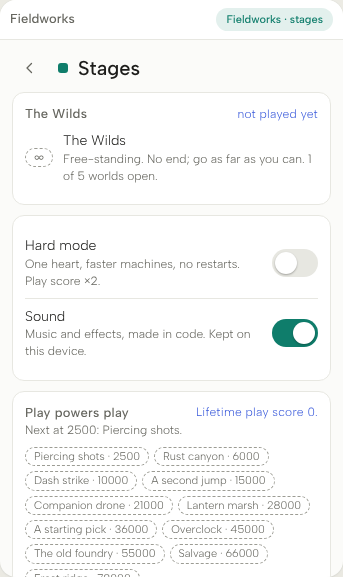 Fieldworks
Fieldworks · stages
Stages
The Wilds
not played yet
∞
The Wilds
Free-standing. No end; go as far as you can. 1
of 5 worlds open.
Hard mode
One heart, faster machines, no restarts.
Play score ×2.
Sound
Music and effects, made in code. Kept on
this device.
Play powers play
Lifetime play score 0.
Next at 2500: Piercing shots.
Piercing shots · 2500
Rust canyon · 6000
Dash strike · 10000
A second jump · 15000
Companion drone · 21000
Lantern marsh · 28000
A starting pick · 36000
Overclock · 45000
The old foundry · 55000
Salvage · 66000